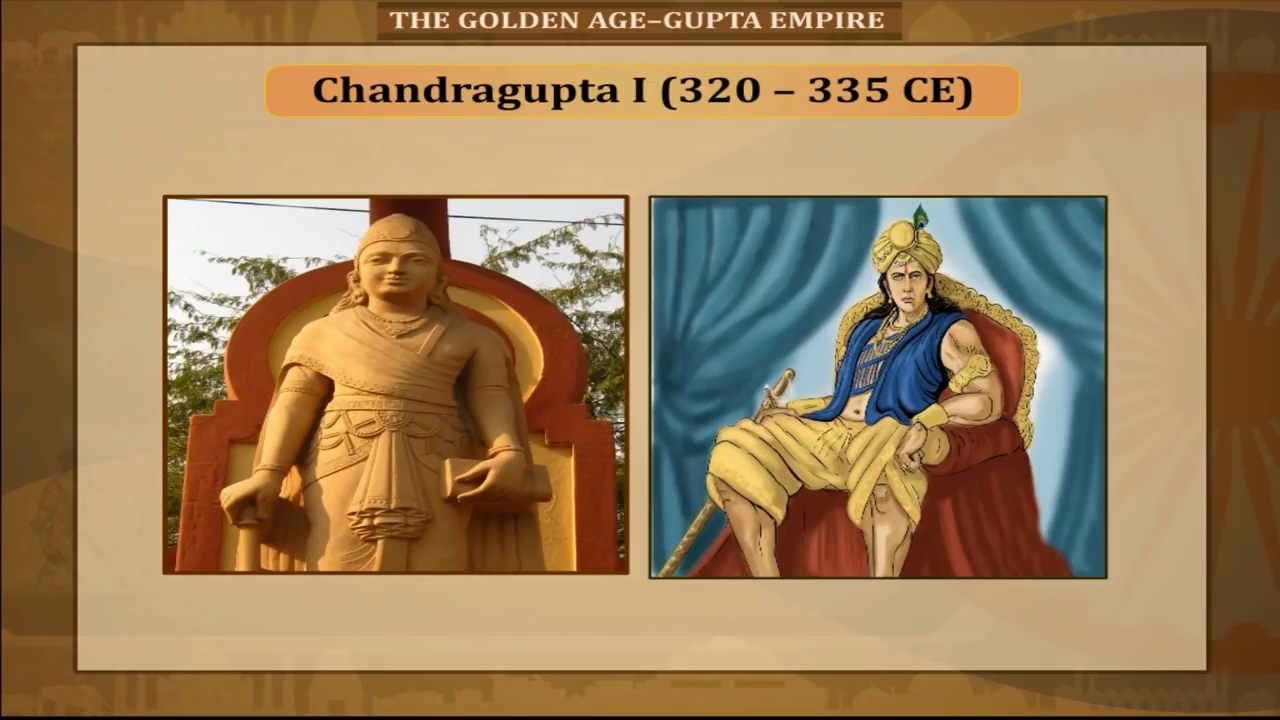 THE GOLDEN AGE–GUPTA EMPIRE
Chandragupta I (320 – 335 CE)